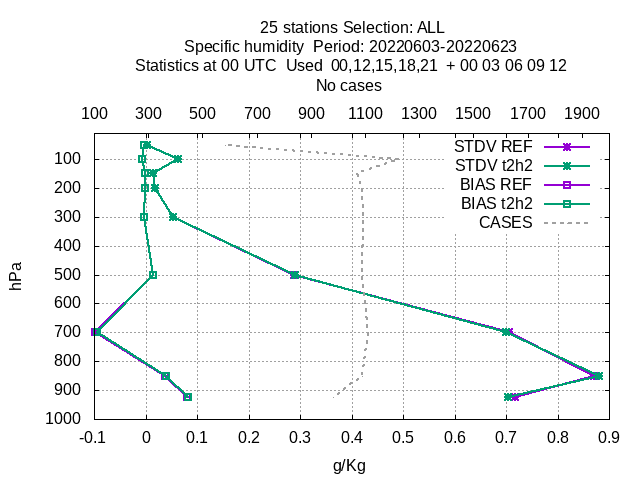 25 stations Selection: ALL
Specific humidity  Period: 20220603-20220623
Statistics at 00 UTC  Used  00,12,15,18,21  + 00 03 06 09 12
No cases
100 300 500 700 900 1100 1300 1500 1700 1900
STDV REF
STDV t2h2
BIAS REF
BIAS t2h2
CASES
100
200
300
400
500
600
700
800
900
1000
hPa
-0.1 0 0.1 0.2 0.3 0.4 0.5 0.6 0.7 0.8 0.9
g/Kg